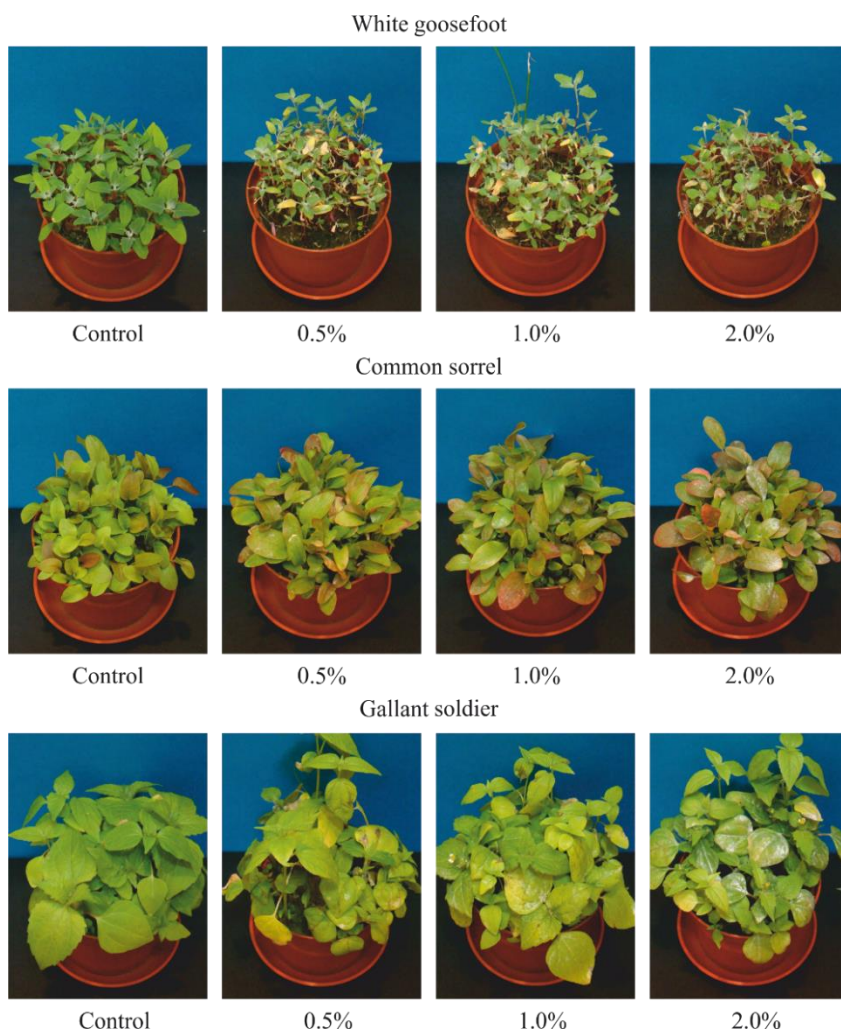 White goosefoot
Control 0.5% 1.0% 2.0%
Common sorrel
Control 0.5% 1.0% 2.0%
Gallant soldier
Control 0.5% 1.0% 2.0%